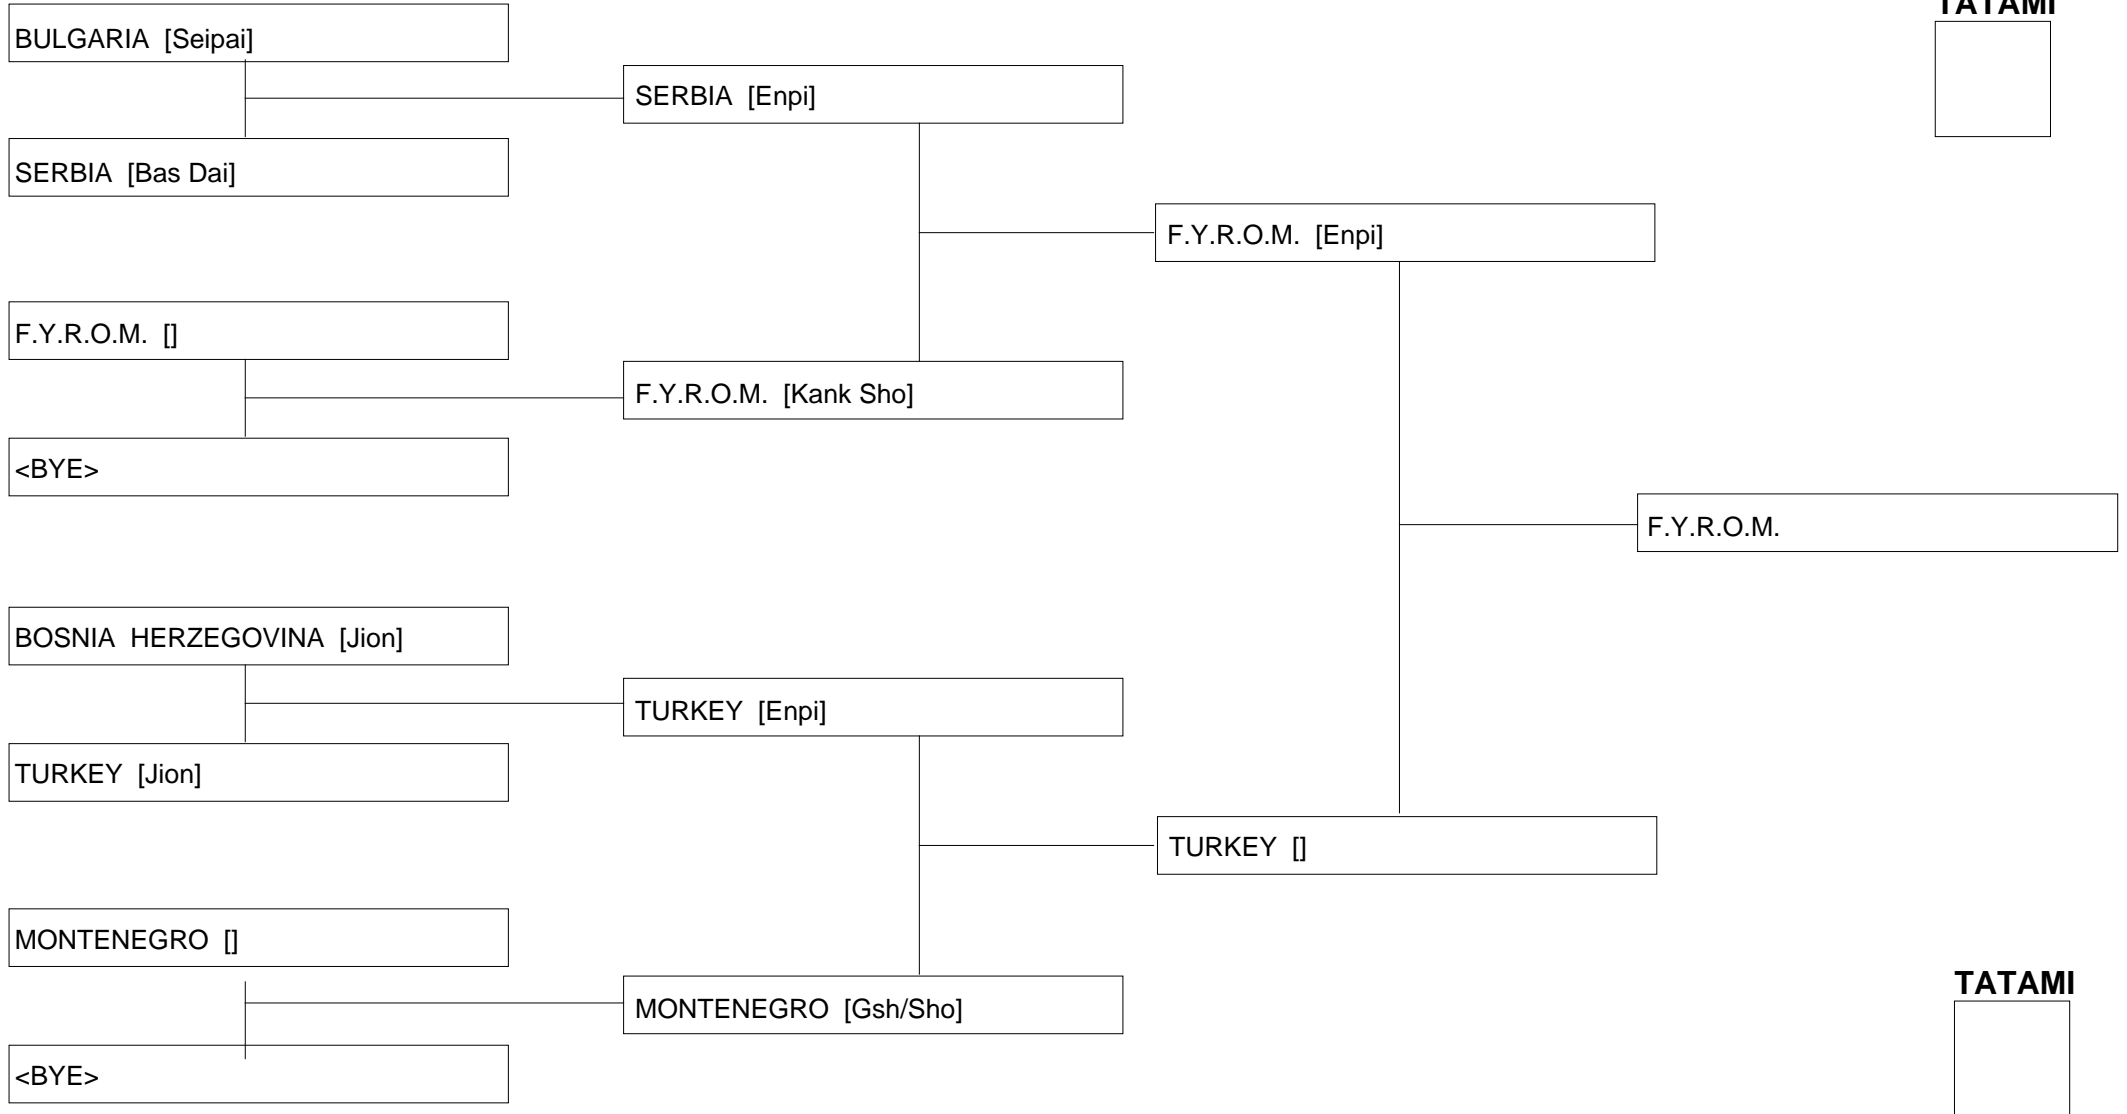 TATAMI
BULGARIA [Seipai]
SERBIA [Enpi]
SERBIA [Bas Dai]
F.Y.R.O.M. [Enpi]
F.Y.R.O.M. []
F.Y.R.O.M. [Kank Sho]
<BYE>
F.Y.R.O.M.
BOSNIA HERZEGOVINA [Jion]
TURKEY [Enpi]
TURKEY [Jion]
TURKEY []
MONTENEGRO []
TATAMI
MONTENEGRO [Gsh/Sho]
<BYE>